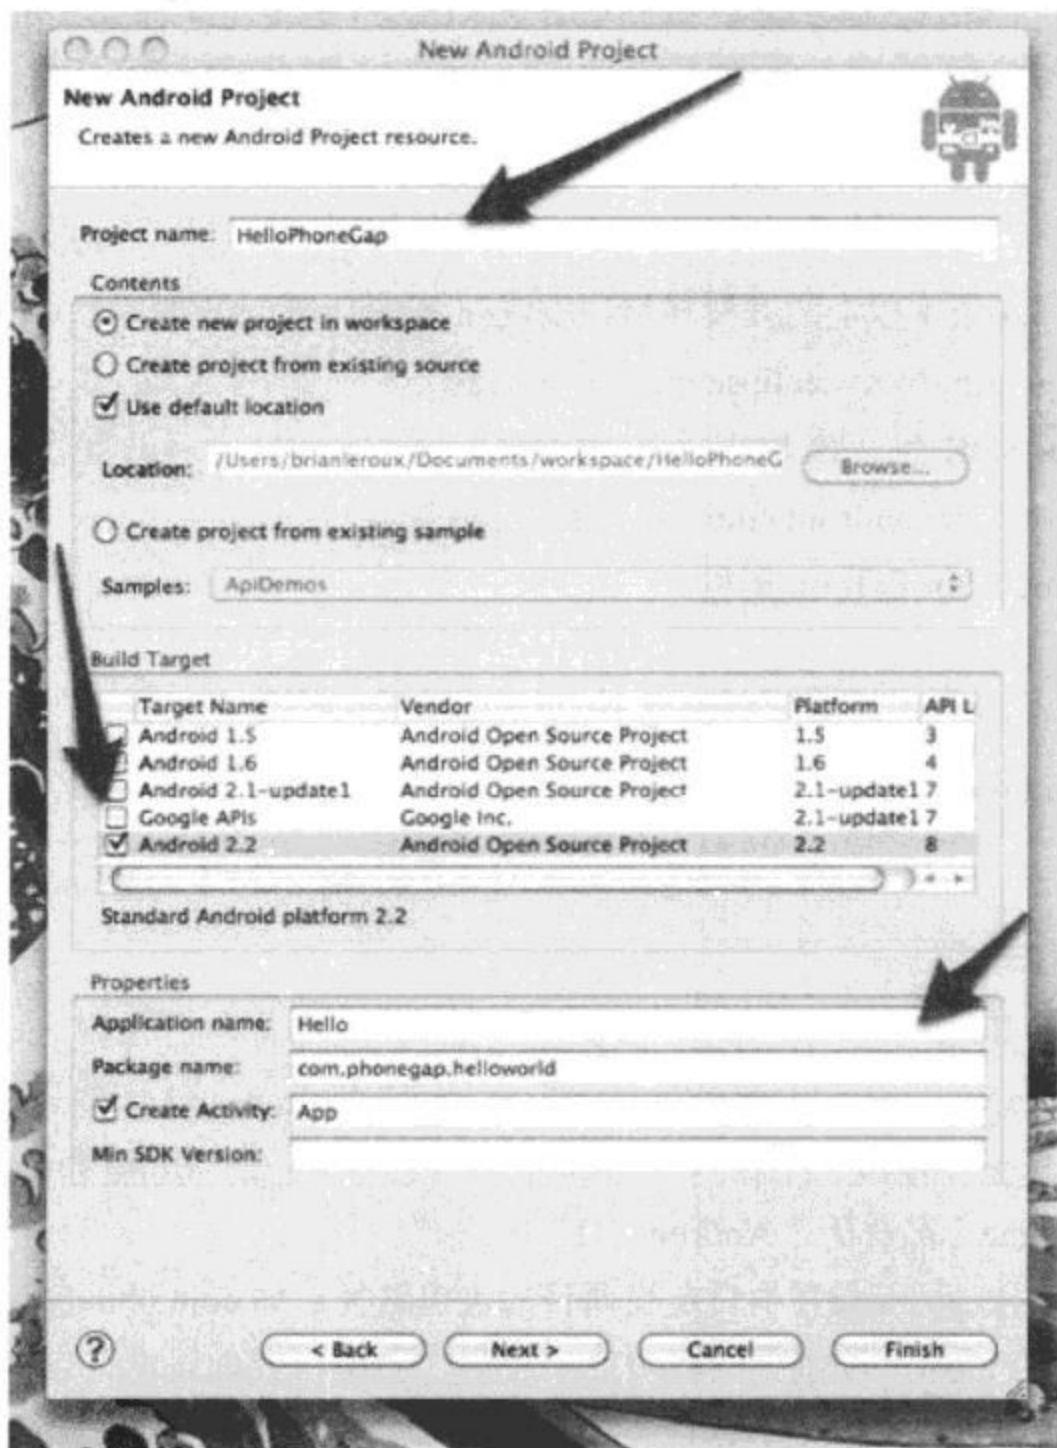 New Android Project
New Android Project
Creates a new Android Project resource.
Project name: HelloPhoneGap
Contents
Create new project in workspace
Create project from existing source
Use default location
Location: /Users/brianleroux/Documents/workspace/HelloPhoneG Browse...
Create project from existing sample
Samples: ApiDemos
Build Target
Target Name Vendor Platform API L
Android 1.5 Android Open Source Project 1.5 3
Android 1.6 Android Open Source Project 1.6 4
Android 2.1-update1 Android Open Source Project 2.1-update1 7
Google APIs Google Inc. 2.1-update1 7
Android 2.2 Android Open Source Project 2.2 8
Standard Android platform 2.2
Properties
Application name: Hello
Package name: com.phonegap.helloworld
Create Activity: App
Min SDK Version:
? < Back Next > Cancel Finish